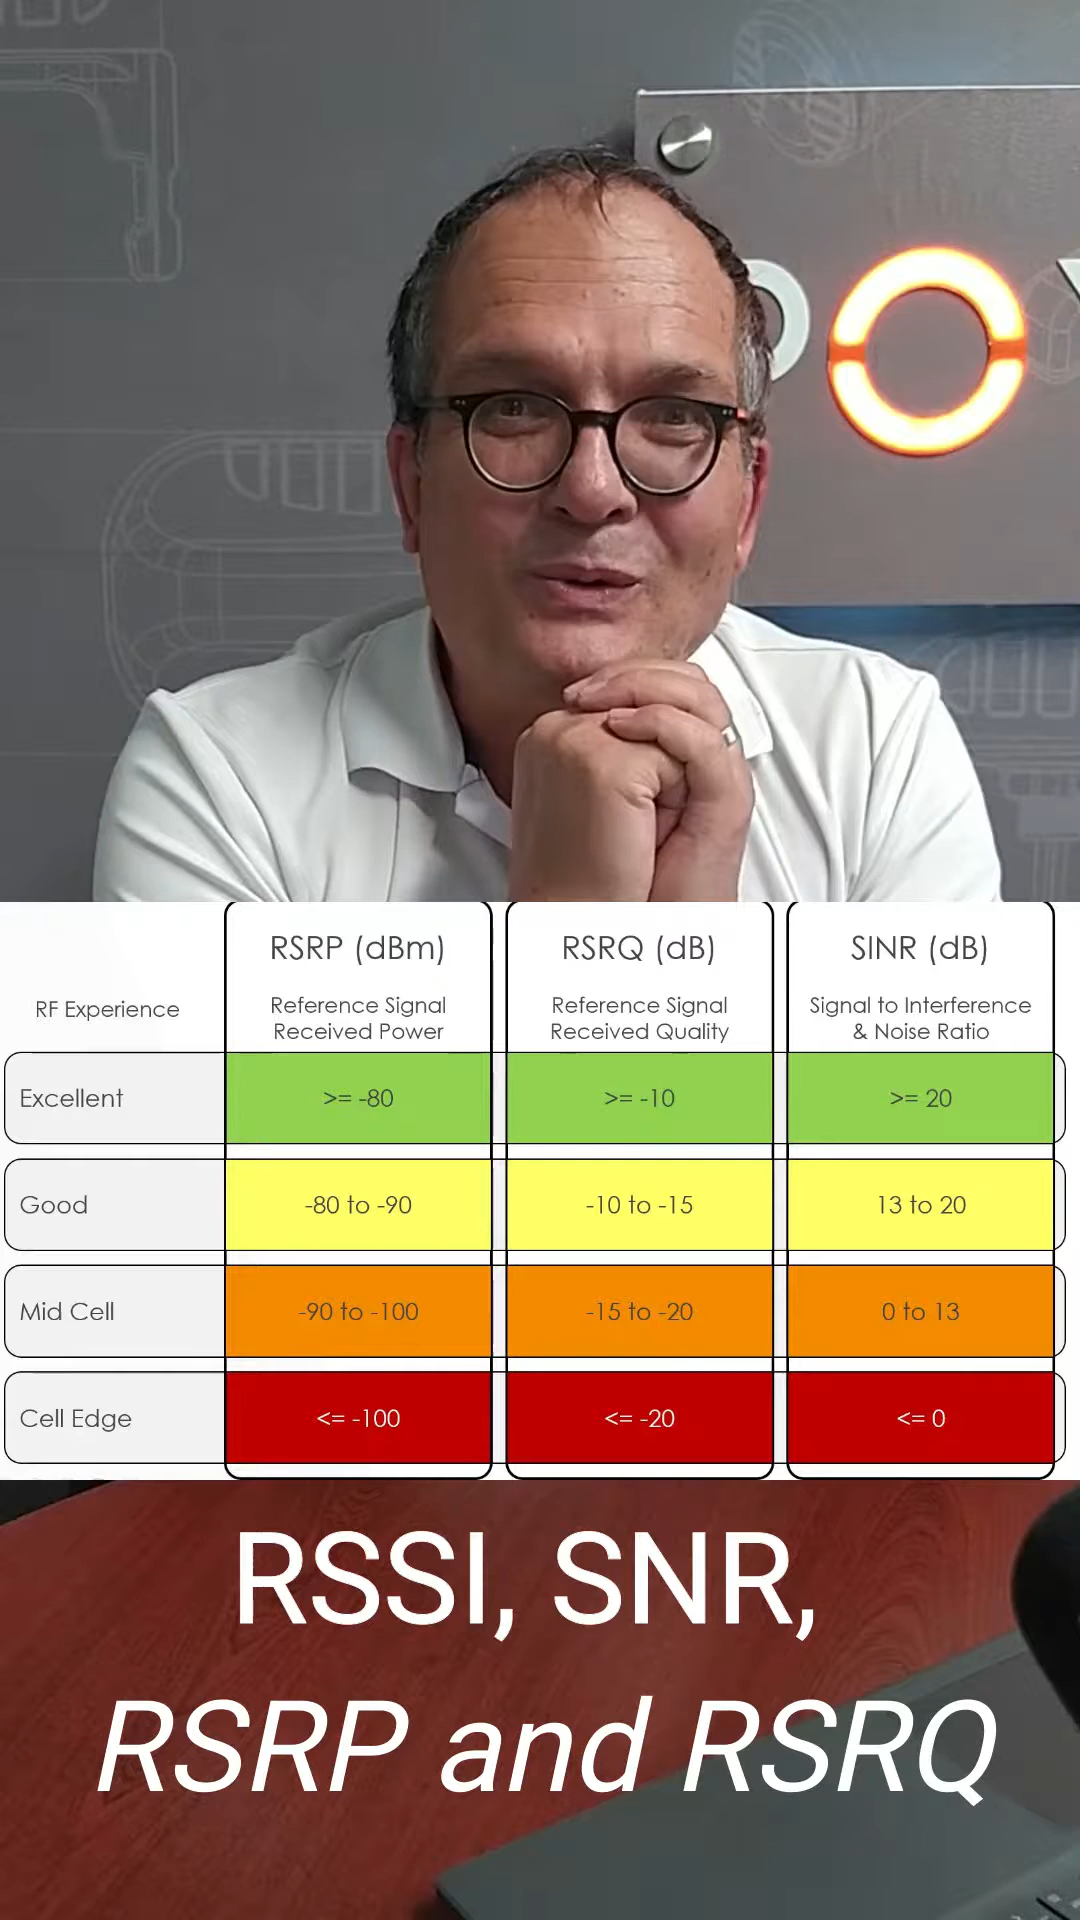 RSRP (dBm)
RSRQ (dB)
SINR (dB)
RF Experience
Reference Signal
Received Power
Reference Signal
Received Quality
Signal to Interference
& Noise Ratio
Excellent
>= -80
>= -10
>= 20
Good
-80 to -90
-10 to -15
13 to 20
Mid Cell
-90 to -100
-15 to -20
0 to 13
Cell Edge
<= -100
<= -20
<= 0
RSSI, SNR,
RSRP and RSRQ